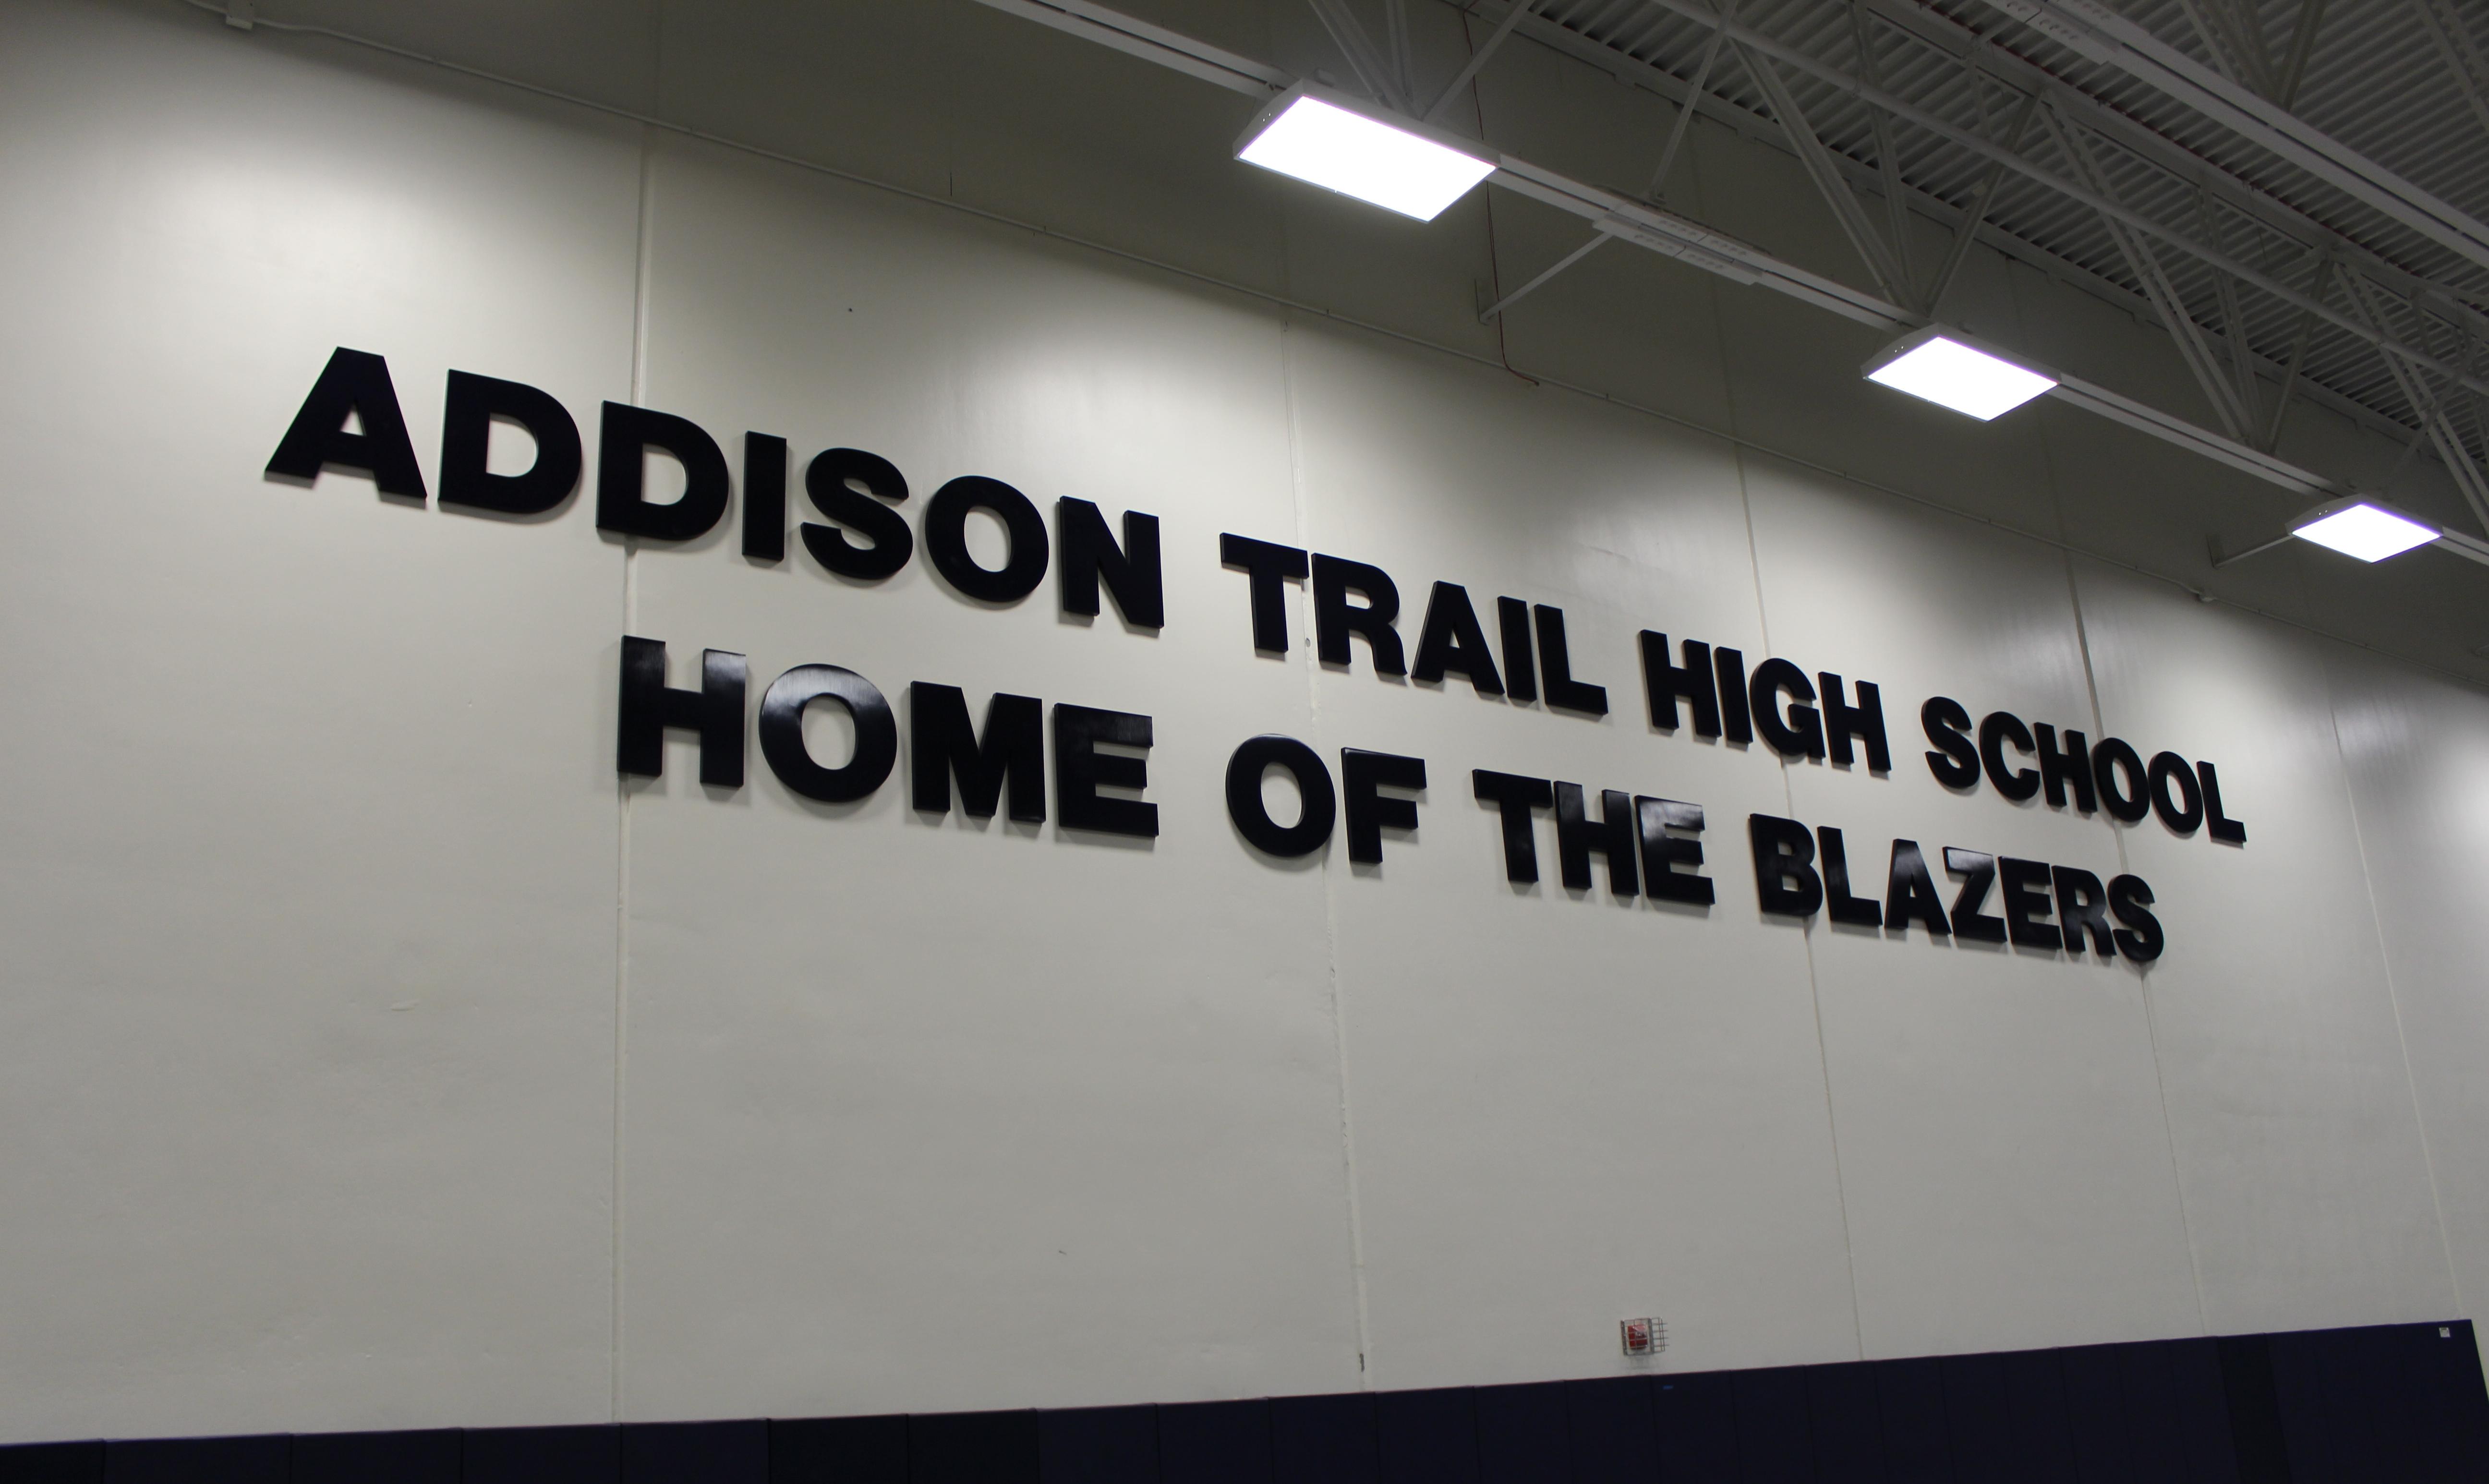 ADDISON TRAIL HIGH SCHOOL
HOME OF THE BLAZERS